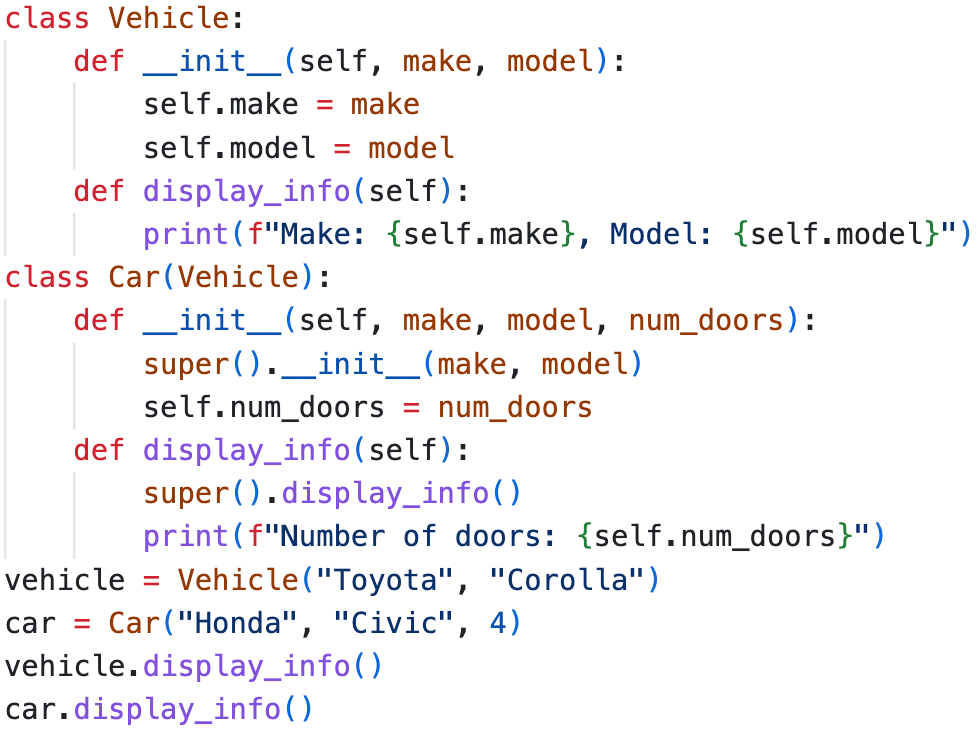 class Vehicle:
    def __init__(self, make, model):
        self.make = make
        self.model = model
    def display_info(self):
        print(f"Make: {self.make}, Model: {self.model}")
class Car(Vehicle):
    def __init__(self, make, model, num_doors):
        super().__init__(make, model)
        self.num_doors = num_doors
    def display_info(self):
        super().display_info()
        print(f"Number of doors: {self.num_doors}")
vehicle = Vehicle("Toyota", "Corolla")
car = Car("Honda", "Civic", 4)
vehicle.display_info()
car.display_info()